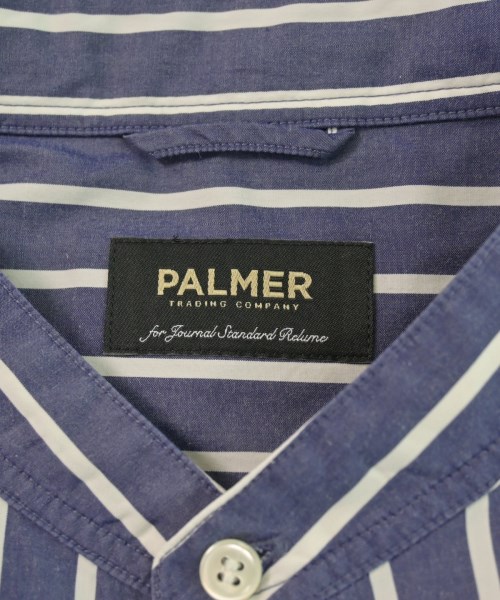 PALMER
TRADING COMPANY
for Journal Standard Relume